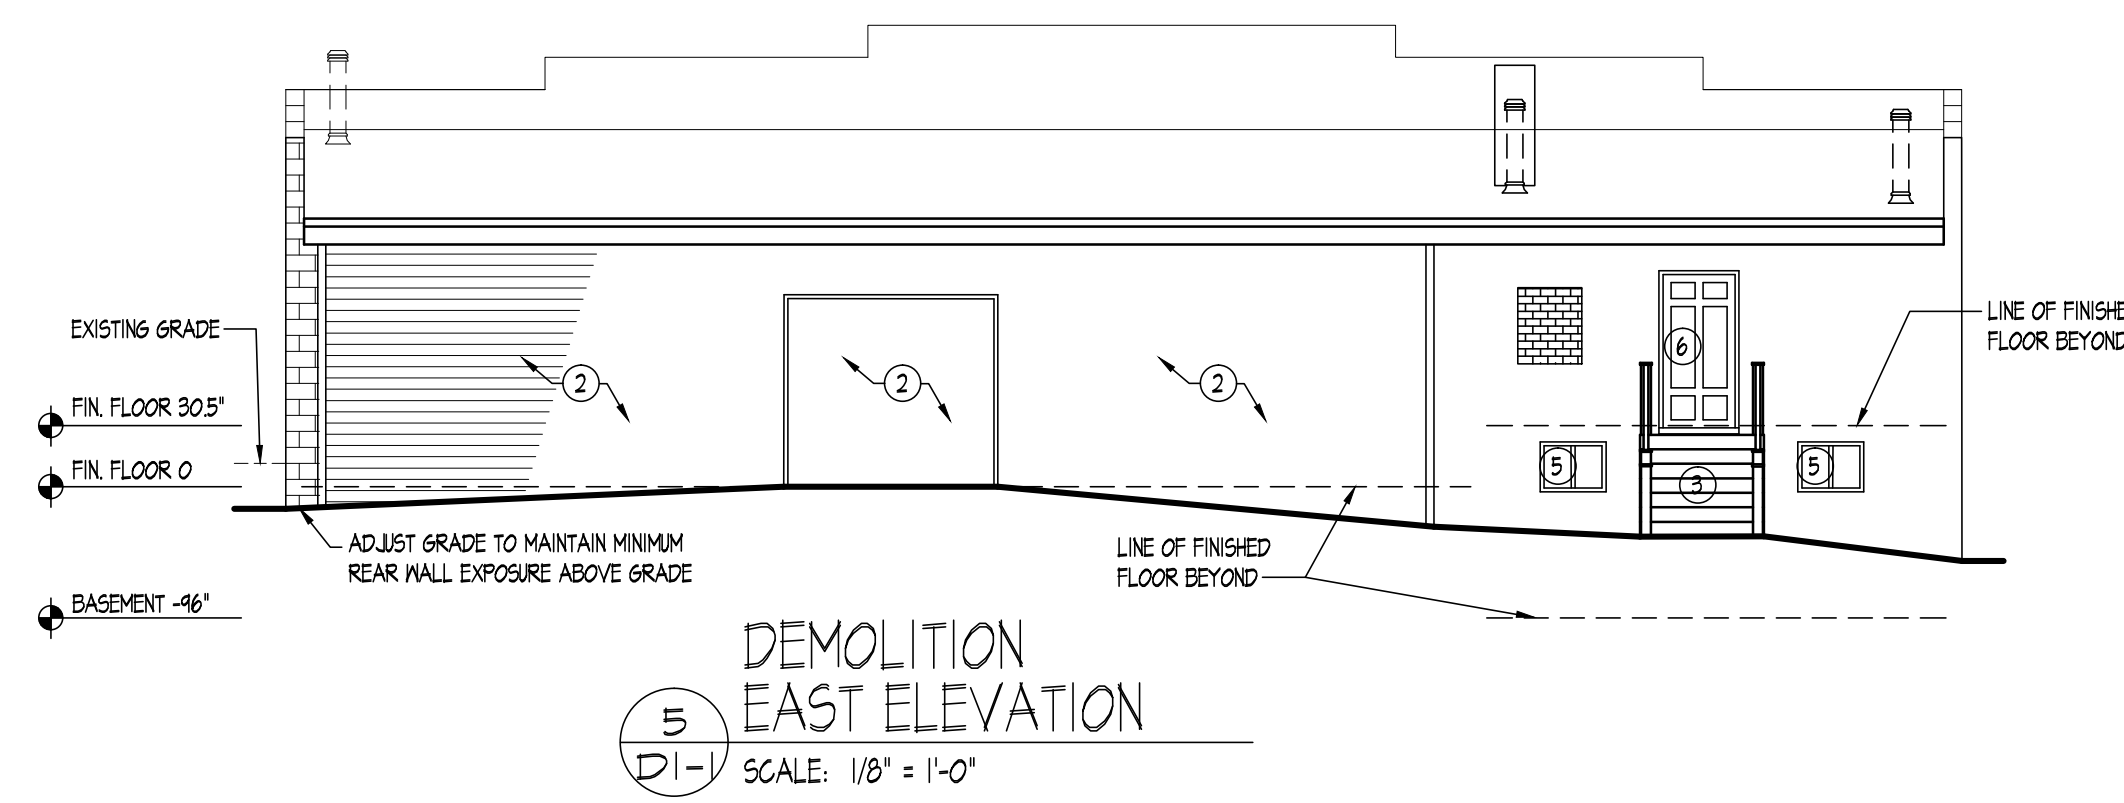 EXISTING GRADE
FIN. FLOOR 30.5"
FIN. FLOOR 0
BASEMENT -96"
2
2
2
6
5
3
5
LINE OF FINISHE
FLOOR BEYOND
ADJUST GRADE TO MAINTAIN MINIMUM
REAR WALL EXPOSURE ABOVE GRADE
LINE OF FINISHED
FLOOR BEYOND
DEMOLITION
EAST ELEVATION
5
D1-1
SCALE: 1/8" = 1'-0"